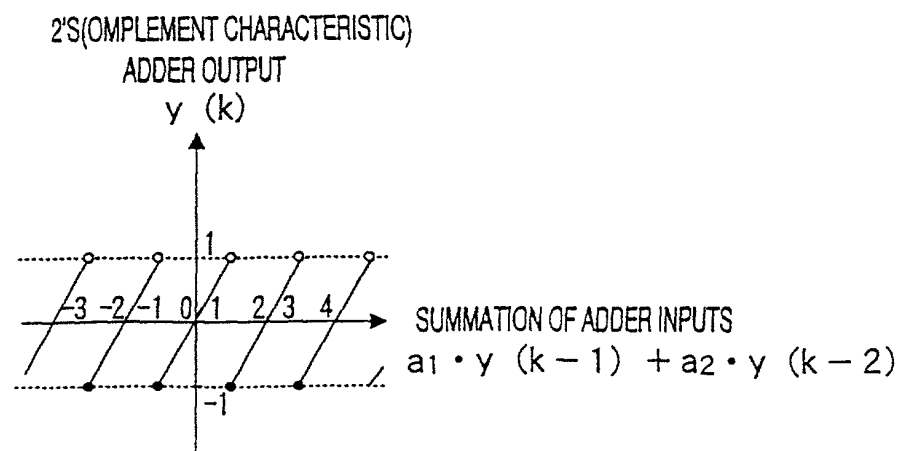 2'S(OMPLEMENT CHARACTERISTIC)
ADDER OUTPUT
y (k)
1
-3 -2 -1 0 1 2 3 4
SUMMATION OF ADDER INPUTS
a1・y (k−1) +a2・y (k−2)
-1